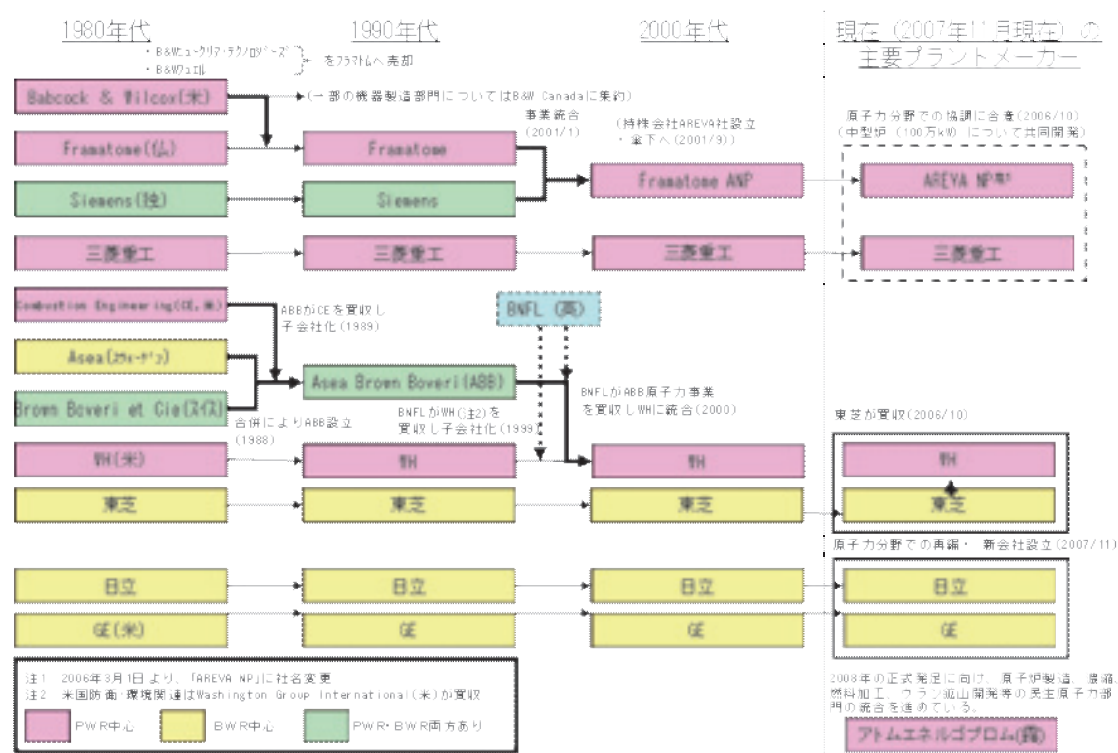 1980年代
1990年代
2000年代
現在(2007年11月現在)の
主要プラントメーカー
・B&Wニュークリア・テクノロジーズ
・B&Wフュエル
をフラマトムへ売却
Babcock & Wilcox(米)
(一部の機器製造部門についてはB&W Canadaに集約)
事業統合
(2001/1)
(持株会社AREVA社設立
・傘下へ(2001/9))
原子力分野での協調に合意(2006/10)
(中型炉(100万kW)について共同開発)
Framatome(仏)
Framatome
Siemens(独)
Siemens
Framatome ANP
AREVA NP注1
三菱重工
三菱重工
三菱重工
三菱重工
Combustion Engineering(CE,米)
ABBがCEを買収し
子会社化(1989)
BNFL (英)
Asea(スウェーデン)
Asea Brown Boveri(ABB)
Brown Boveri et Cie(スイス)
合併によりABB設立
(1988)
BNFLがWH(注2)を
買収し子会社化(1999)
BNFLがABB原子力事業
を買収しWHに統合(2000)
東芝が買収(2006/10)
WH(米)
WH
WH
WH
東芝
東芝
東芝
東芝
原子力分野での再編・ 新会社設立(2007/11)
日立
日立
日立
日立
GE(米)
GE
GE
GE
注1 2006年3月1日より、「AREVA NP」に社名変更
注2 米国防衛・環境関連はWashington Group International(米)が買収
PWR中心
BWR中心
PWR・BWR両方あり
2008年の正式発足に向け、原子炉製造、濃縮、
燃料加工、ウラン鉱山開発等の民主原子力部
門の統合を進めている。
アトムエネルゴプロム(露)